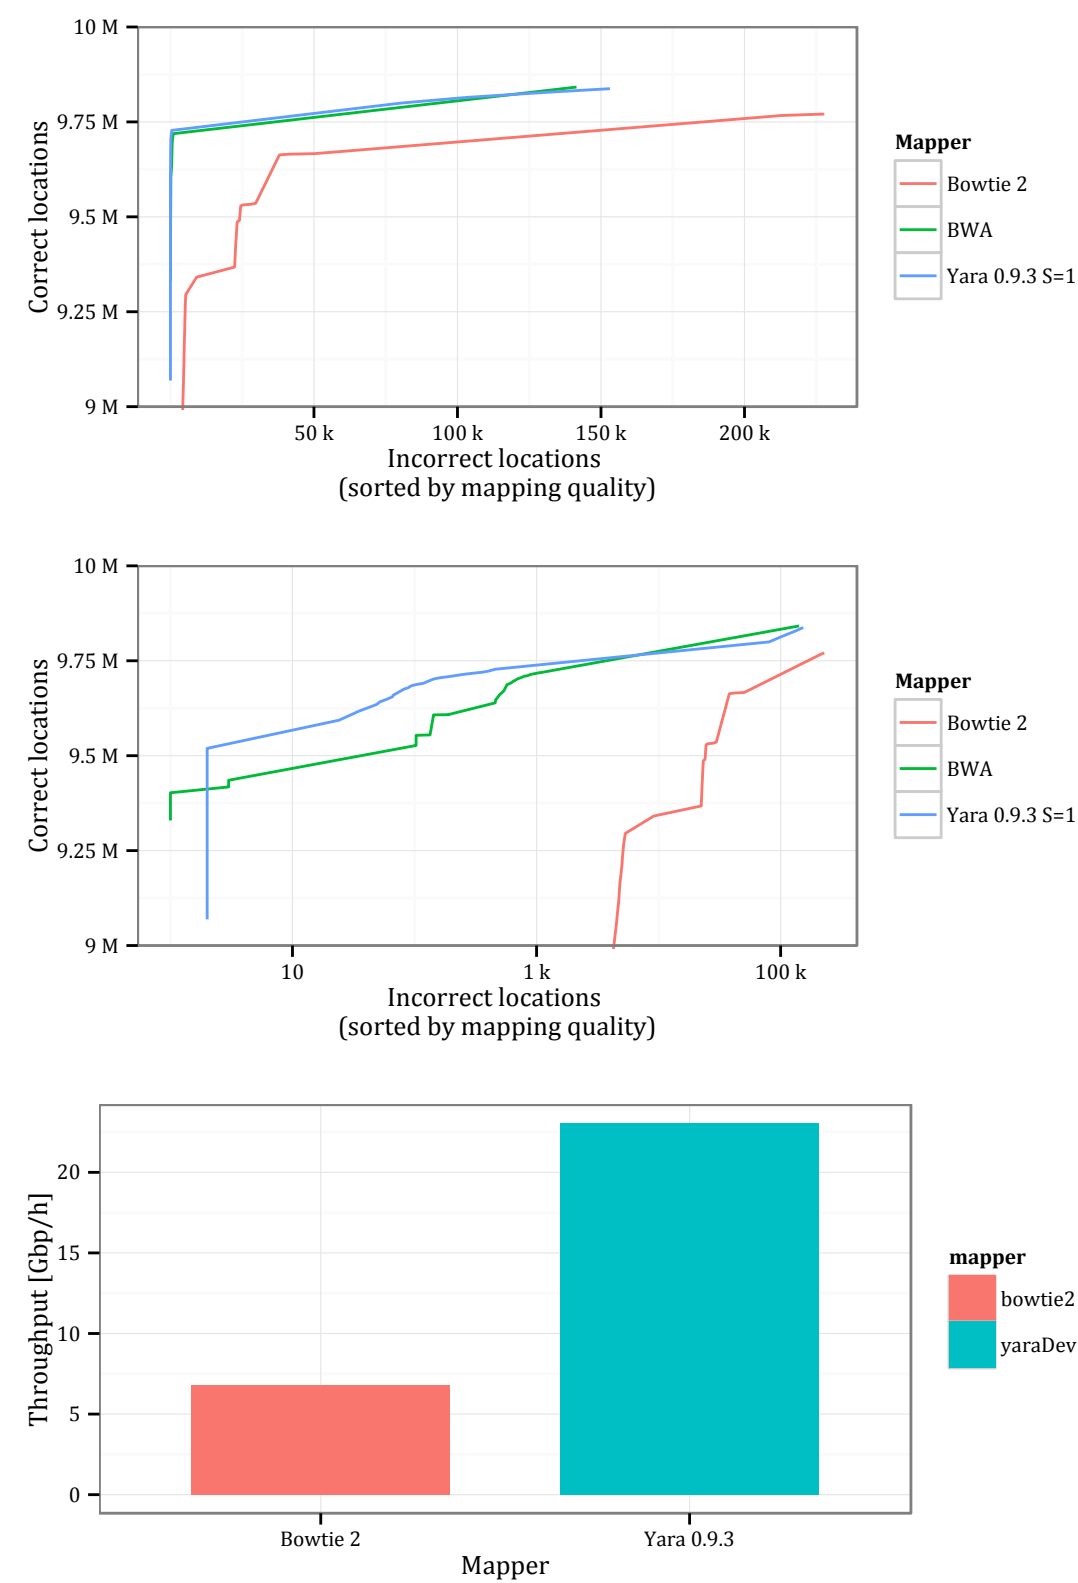 10 M
9.75 M
9.5 M
9.25 M
9 M
Correct locations
50 k 100 k 150 k 200 k
Incorrect locations
(sorted by mapping quality)
Mapper
Bowtie 2
BWA
Yara 0.9.3 S=1
10 M
9.75 M
9.5 M
9.25 M
9 M
Correct locations
10 1 k 100 k
Incorrect locations
(sorted by mapping quality)
Mapper
Bowtie 2
BWA
Yara 0.9.3 S=1
20
15
10
5
0
Throughput [Gbp/h]
Bowtie 2 Yara 0.9.3
Mapper
mapper
bowtie2
yaraDev